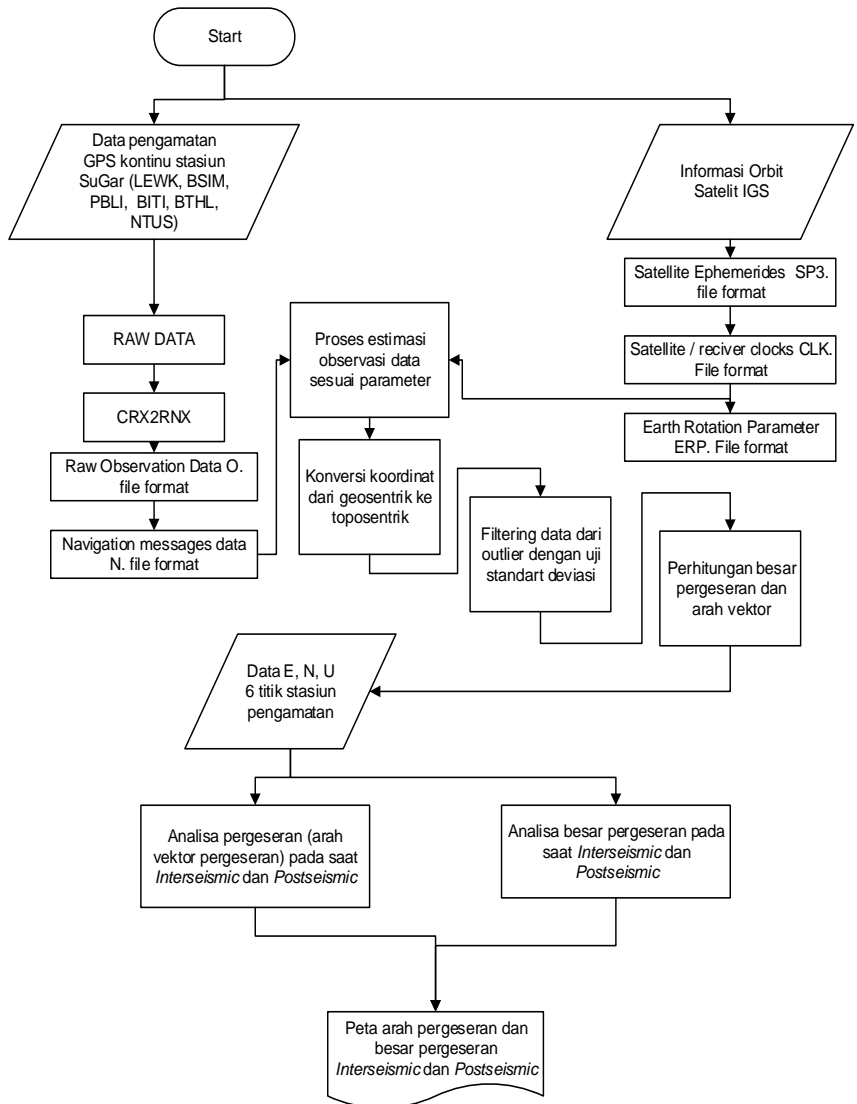 Start
Data pengamatan
GPS kontinu stasiun
SuGar (LEWK, BSIM,
PBLI, BITI, BTHL,
NTUS)
Informasi Orbit
Satelit IGS
Satellite Ephemerides SP3.
file format
Satellite / reciver clocks CLK.
File format
Earth Rotation Parameter
ERP. File format
RAW DATA
CRX2RNX
Raw Observation Data O.
file format
Navigation messages data
N. file format
Proses estimasi
observasi data
sesuai parameter
Konversi koordinat
dari geosentrik ke
toposentrik
Filtering data dari
outlier dengan uji
standart deviasi
Perhitungan besar
pergeseran dan
arah vektor
Data E, N, U
6 titik stasiun
pengamatan
Analisa pergeseran (arah
vektor pergeseran) pada saat
Interseismic dan Postseismic
Analisa besar pergeseran pada
saat Interseismic dan
Postseismic
Peta arah pergeseran dan
besar pergeseran
Interseismic dan Postseismic